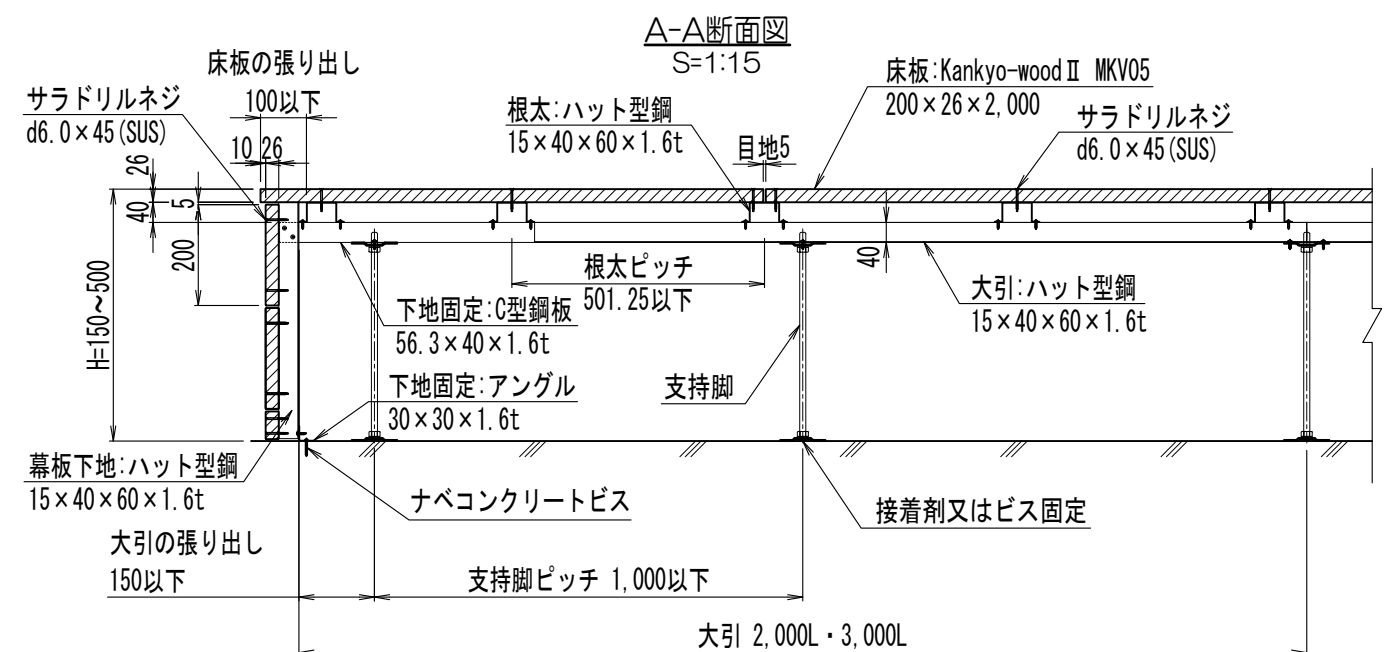 A-A断面図
S=1:15
床板の張り出し
100以下
サラドリルネジ
d6.0×45(SUS)
根太:ハット型鋼
15×40×60×1.6t
目地5
床板:Kankyo-woodⅡ MKV05
200×26×2,000
サラドリルネジ
d6.0×45(SUS)
10 26
26
40
5
200
H=150~500
40
根太ピッチ
501.25以下
下地固定:C型鋼板
56.3×40×1.6t
大引:ハット型鋼
15×40×60×1.6t
下地固定:アングル
30×30×1.6t
支持脚
幕板下地:ハット型鋼
15×40×60×1.6t
ナベコンクリートビス
接着剤又はビス固定
大引の張り出し
150以下
支持脚ピッチ 1,000以下
大引 2,000L・3,000L